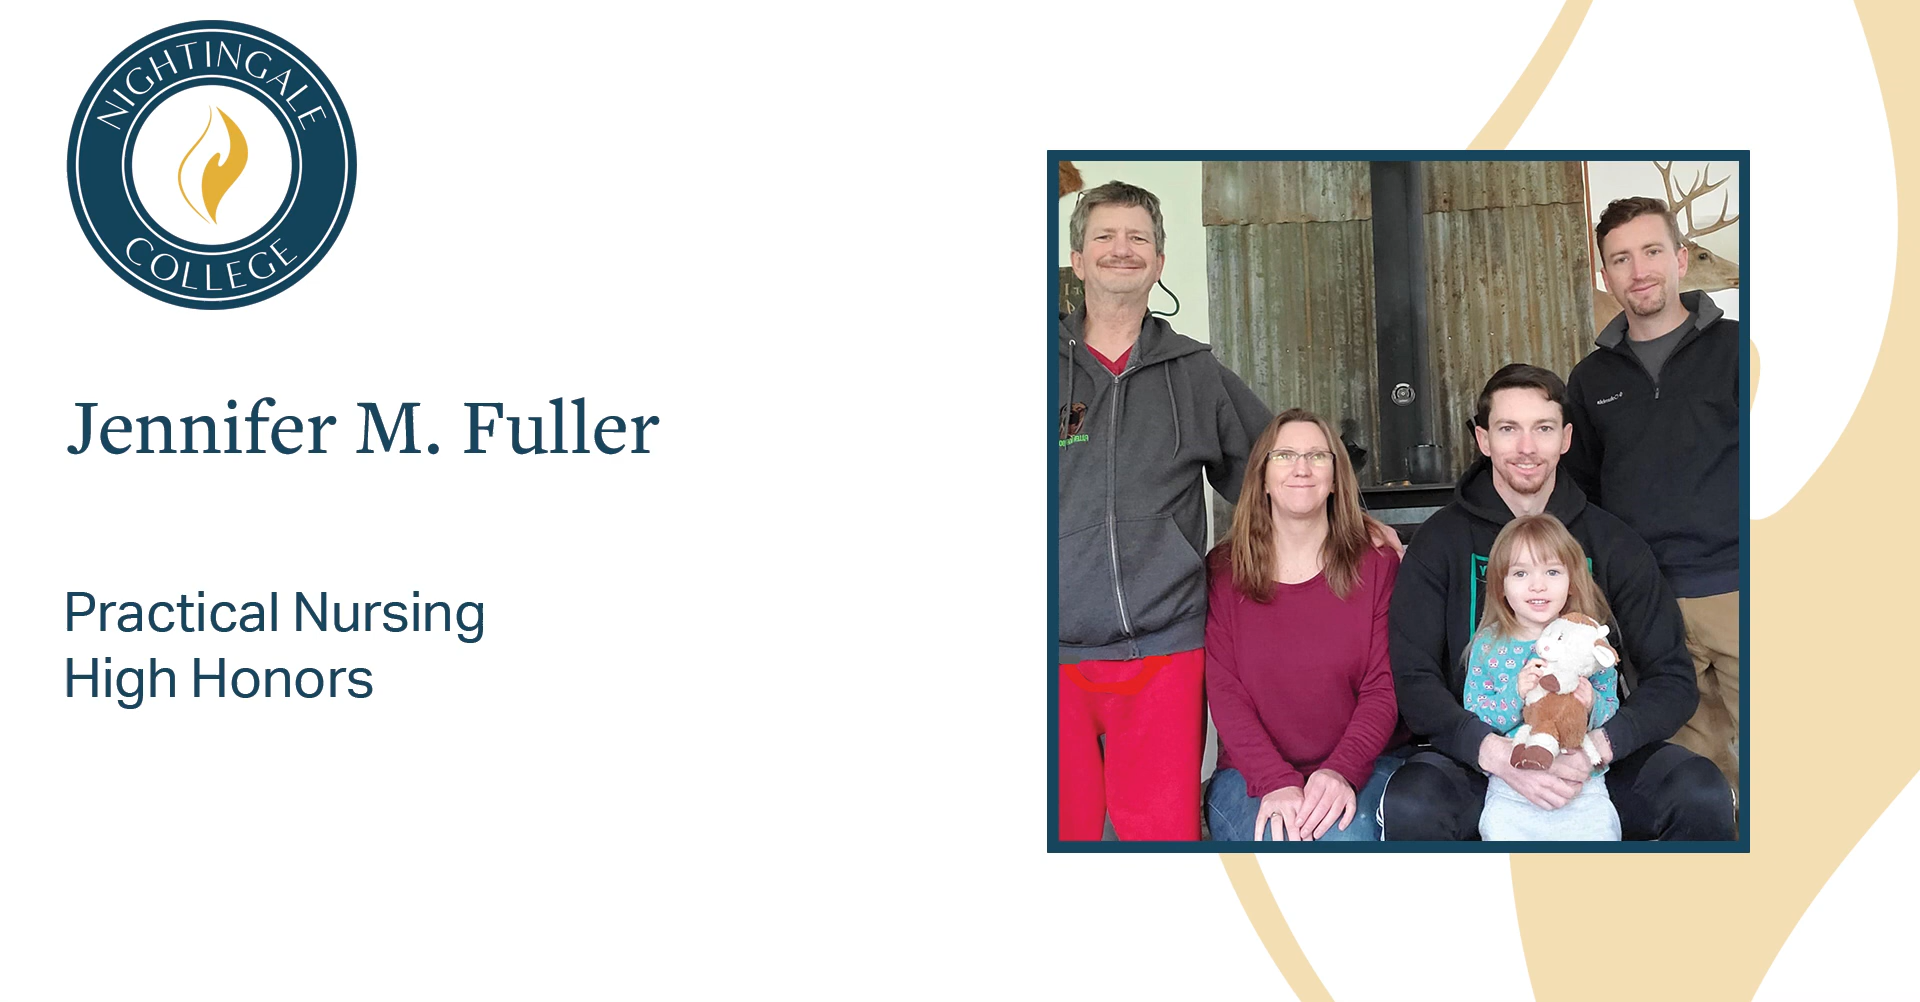 NIGHTINGALE
COLLEGE
Jennifer M. Fuller
Practical Nursing
High Honors